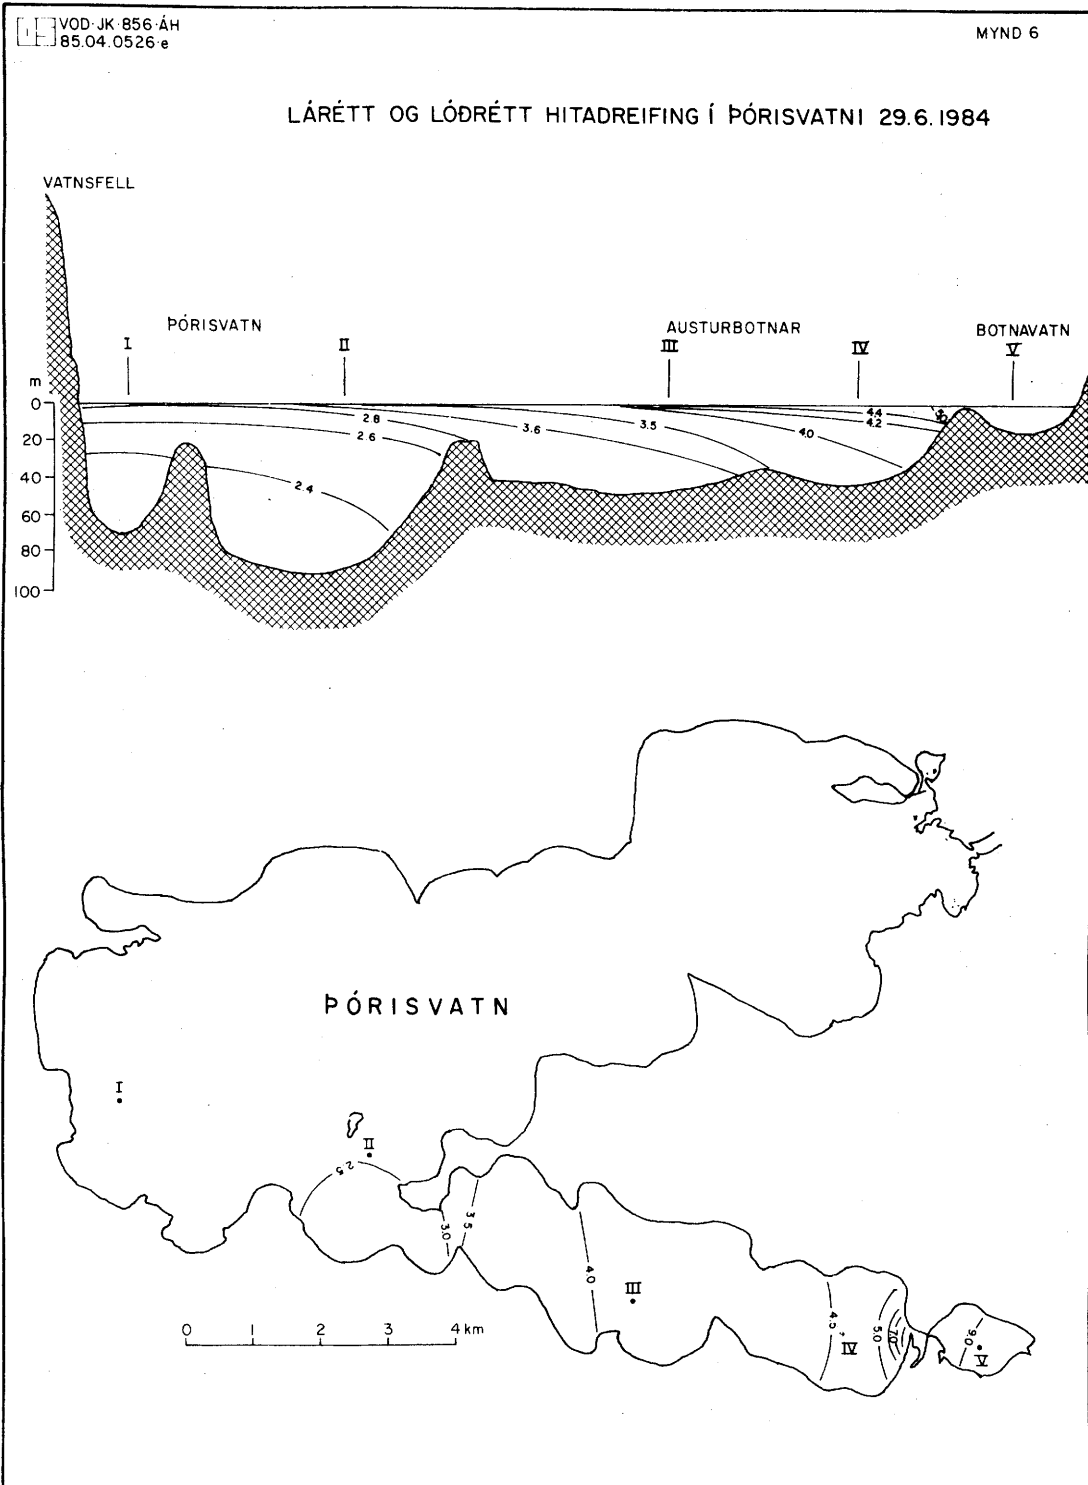 VOD·JK·856·ÁH
85.04.0526·e
MYND 6
LÁRÉTT OG LÓÐRÉTT HITADREIFING Í ÞÓRISVATNI 29.6.1984
VATNSFELL
ÞÓRISVATN
AUSTURBOTNAR
BOTNAVATN
I
II
III
IV
V
m
0
20
40
60
80
100
2.8
2.6
2.4
3.6
3.5
4.0
4.4
4.2
ÞÓRISVATN
I
II
2.5
3.0
3.5
4.0
III
4.5
IV
5.0
7.0
9.0
V
0 1 2 3 4 km